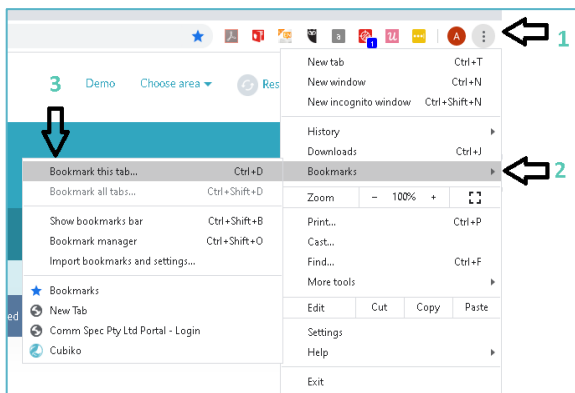 1
A
a
1
3
Demo
Choose area
Res
New tab Ctrl+T
New window Ctrl+N
New incognito window Ctrl+Shift+N
History
Downloads Ctrl+J
Bookmarks
2
Zoom - 100% +
Print... Ctrl+P
Cast...
Find... Ctrl+F
More tools
Edit Cut Copy Paste
Settings
Help
Exit
Bookmark this tab... Ctrl+D
Bookmark all tabs... Ctrl+Shift+D
Show bookmarks bar Ctrl+Shift+B
Bookmark manager Ctrl+Shift+O
Import bookmarks and settings...
Bookmarks
New Tab
Comm Spec Pty Ltd Portal - Login
Cubiko
ed